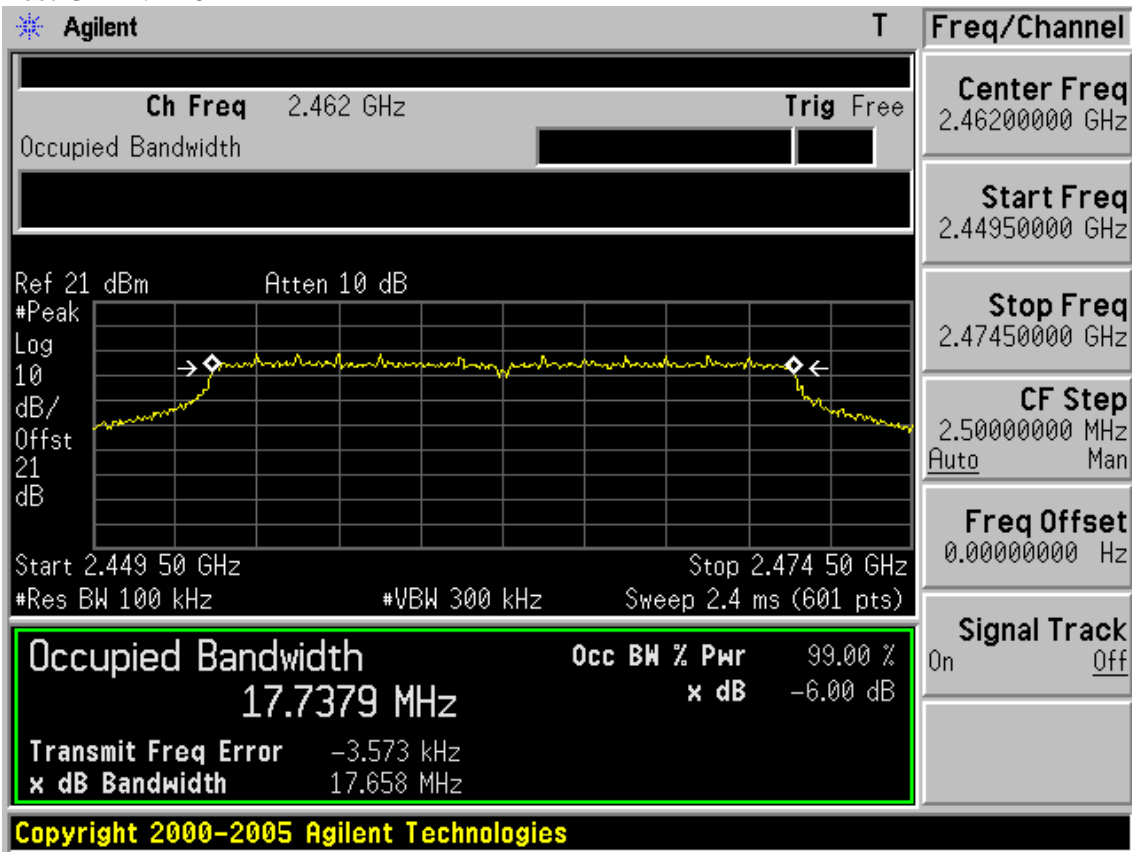 Agilent T
Freq/Channel
Ch Freq 2.462 GHz Trig Free
Occupied Bandwidth
Center Freq
2.46200000 GHz
Start Freq
2.44950000 GHz
Stop Freq
2.47450000 GHz
CF Step
2.50000000 MHz
Auto Man
Freq Offset
0.00000000 Hz
Signal Track
On Off
Ref 21 dBm Atten 10 dB
#Peak
Log
10
dB/
Offst
21
dB
Start 2.449 50 GHz Stop 2.474 50 GHz
#Res BW 100 kHz #VBW 300 kHz Sweep 2.4 ms (601 pts)
Occupied Bandwidth Occ BW % Pwr 99.00 %
17.7379 MHz x dB -6.00 dB
Transmit Freq Error -3.573 kHz
x dB Bandwidth 17.658 MHz
Copyright 2000-2005 Agilent Technologies